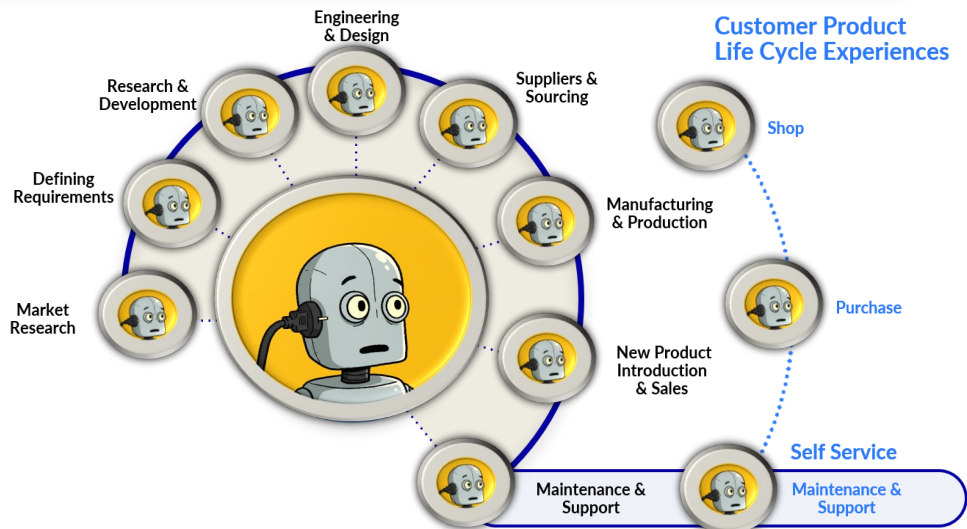 Customer Product
Life Cycle Experiences
Engineering
& Design
Research &
Development
Suppliers &
Sourcing
Defining
Requirements
Manufacturing
& Production
Market
Research
New Product
Introduction
& Sales
Maintenance &
Support
Shop
Purchase
Self Service
Maintenance &
Support